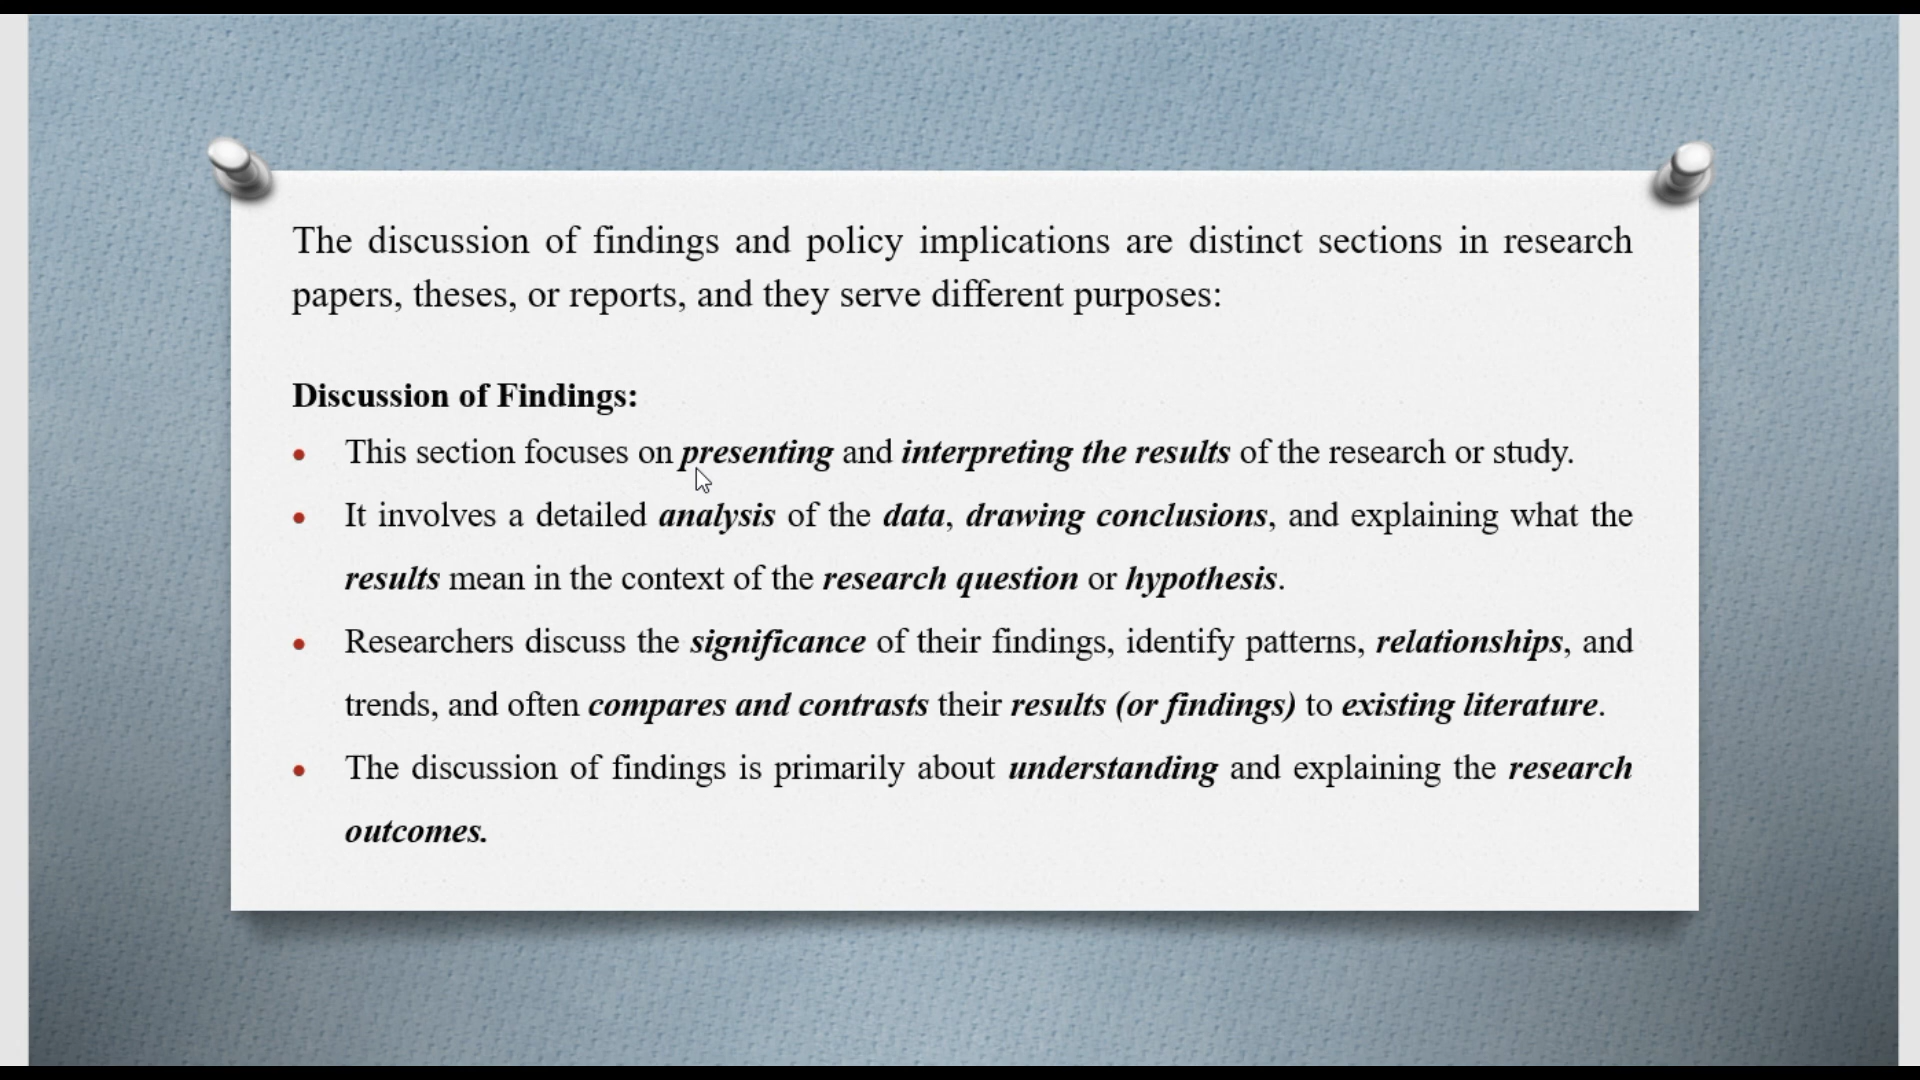 The discussion of findings and policy implications are distinct sections in research
papers, theses, or reports, and they serve different purposes:
Discussion of Findings:
• This section focuses on presenting and interpreting the results of the research or study.
• It involves a detailed analysis of the data, drawing conclusions, and explaining what the
results mean in the context of the research question or hypothesis.
• Researchers discuss the significance of their findings, identify patterns, relationships, and
trends, and often compares and contrasts their results (or findings) to existing literature.
• The discussion of findings is primarily about understanding and explaining the research
outcomes.